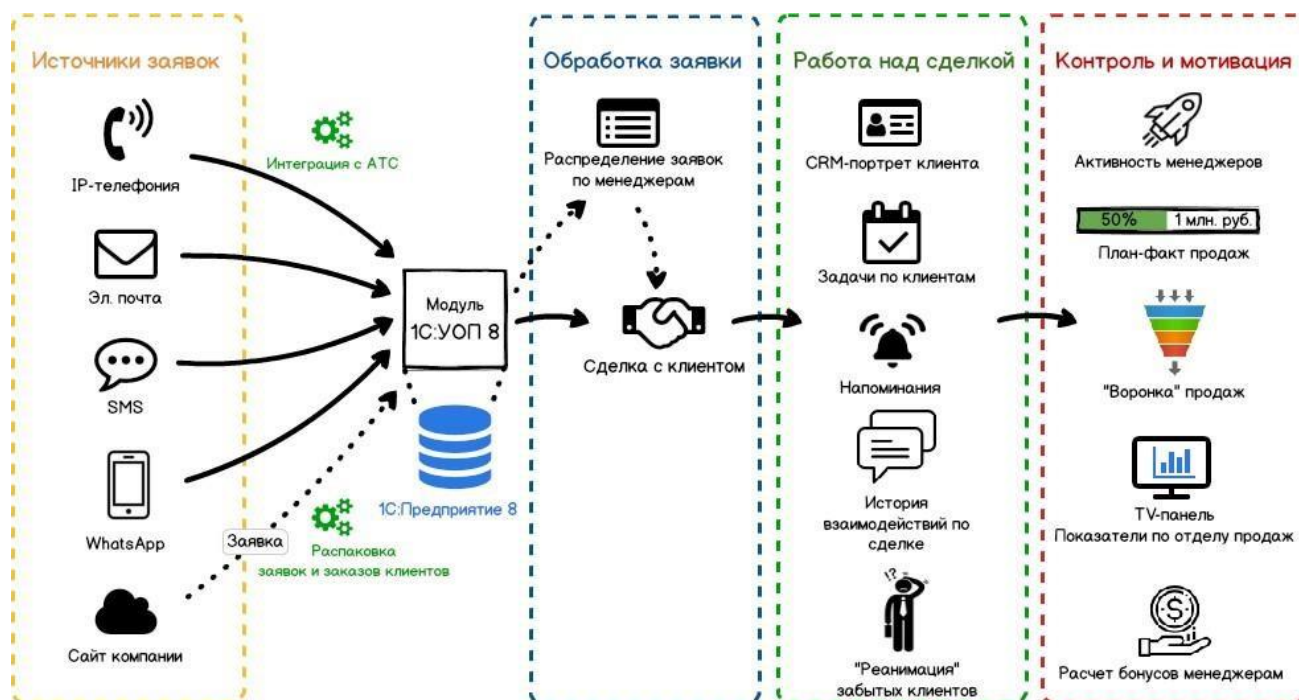 Источники заявок
IP-телефония
Эл. почта
SMS
WhatsApp
Сайт компании
Интеграция с АТС
Заявка
Распаковка
заявок и заказов клиентов
Модуль
1С:УОП 8
1С:Предприятие 8
Обработка заявки
Распределение заявок
по менеджерам
Сделка с клиентом
Работа над сделкой
CRM-портрет клиента
Задачи по клиентам
Напоминания
История
взаимодействий по
сделке
!?
"Реанимация"
забытых клиентов
Контроль и мотивация
Активность менеджеров
50% 1 млн. руб.
План-факт продаж
"Воронка" продаж
TV-панель
Показатели по отделу продаж
$
Расчет бонусов менеджерам